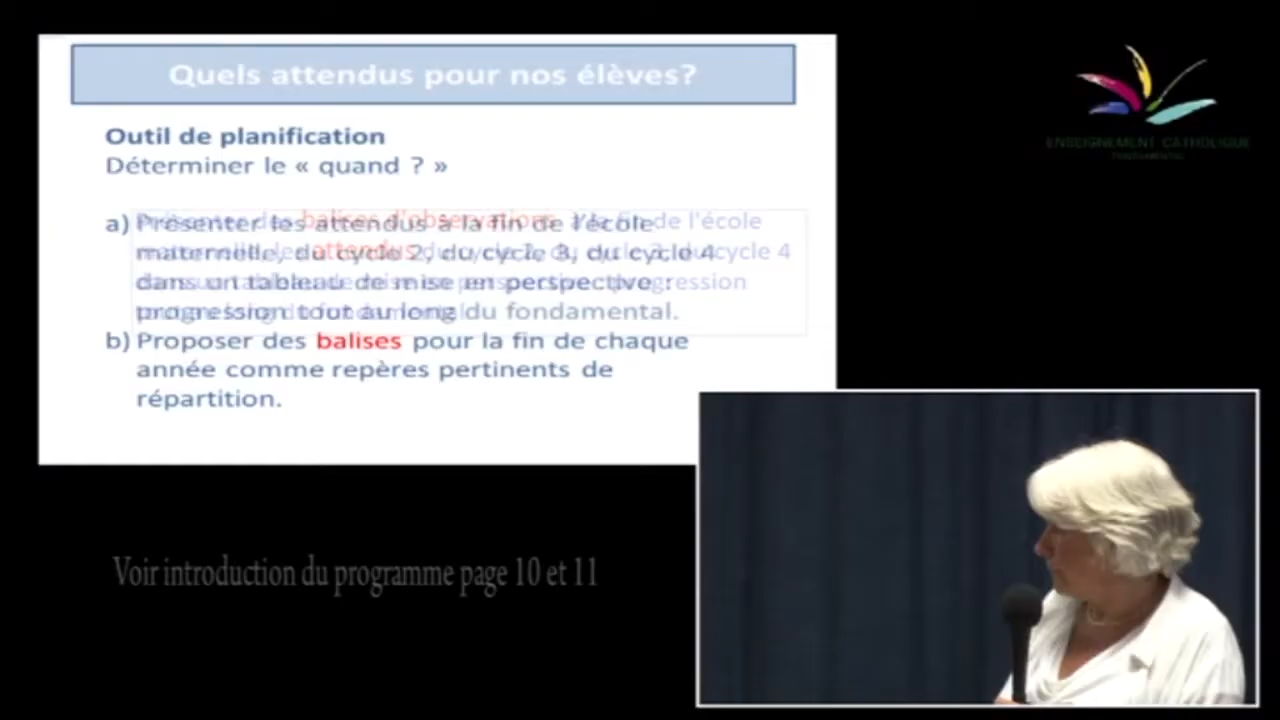 Quels attendus pour nos élèves?
Outil de planification
Déterminer le « quand ? »
a) Présenter les attendus à la fin de l'école
maternelle, du cycle 2, du cycle 3, du cycle 4
dans un tableau de mise en perspective :
progression tout au long du fondamental.
b) Proposer des balises pour la fin de chaque
année comme repères pertinents de
répartition.
Voir introduction du programme page 10 et 11
ENSEIGNEMENT CATHOLIQUE
FONDAMENTAL